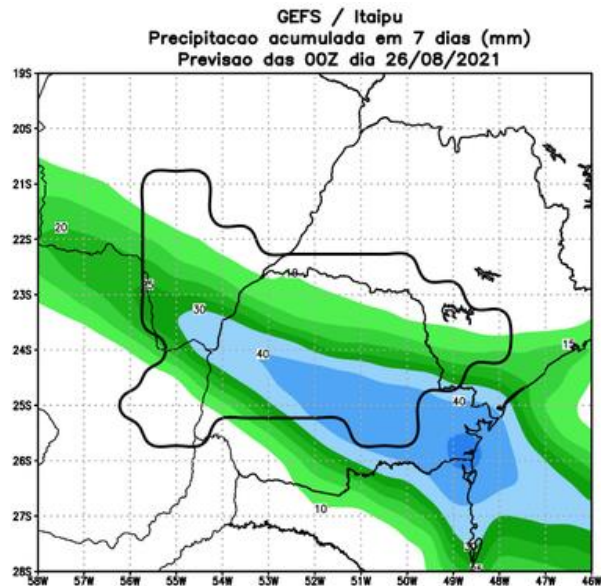 GEFS / Itaipu
Precipitacao acumulada em 7 dias (mm)
Previsao das 00Z dia 26/08/2021
19S
20S
21S
22S
23S
24S
25S
26S
27S
28S
20
25
10
30
40
15
40
10
58W 57W 56W 55W 54W 53W 52W 51W 50W 49W 48W 47W 46W